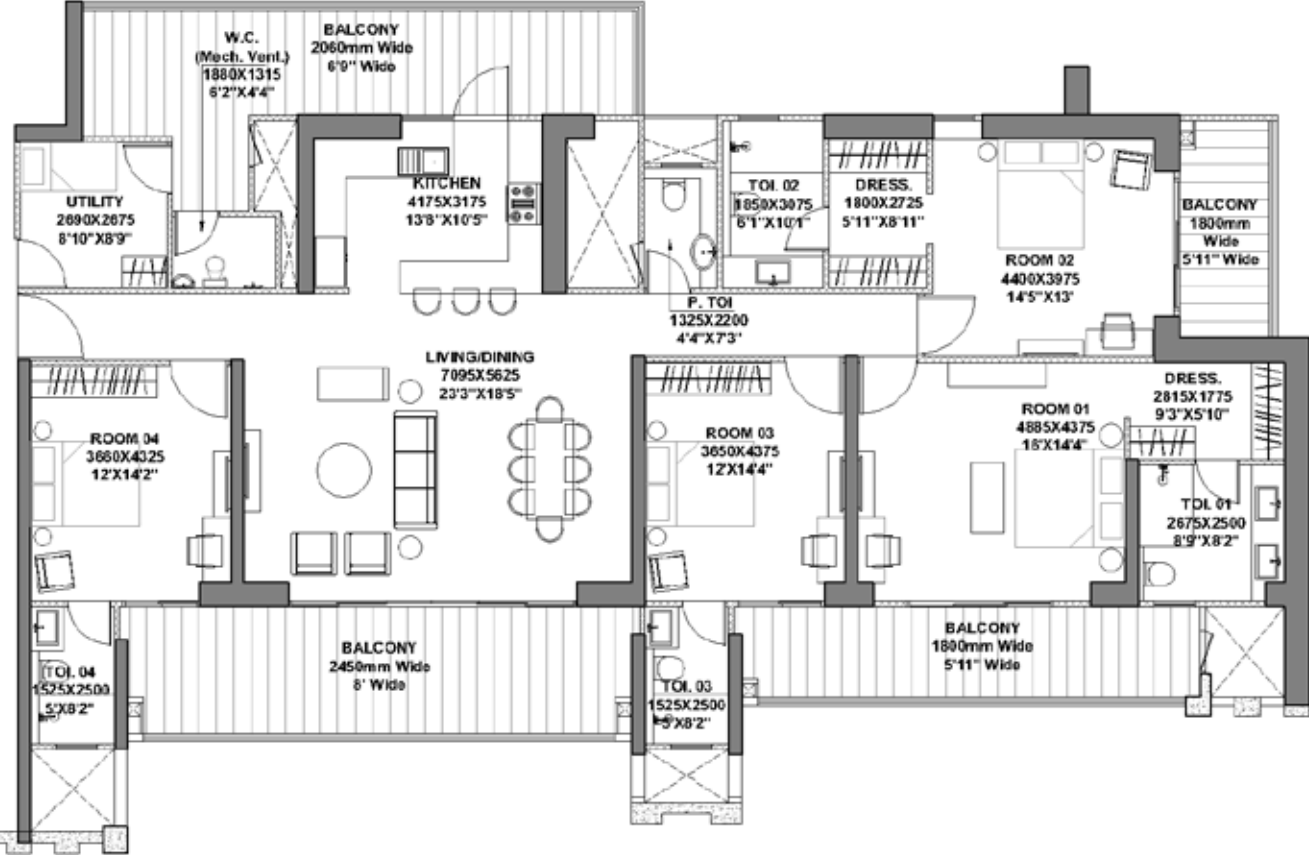 W.C.
(Mech. Vent.)
1880X1315
6'2"X4'4"
BALCONY
2060mm Wide
6'9" Wide
UTILITY
2690X2675
8'10"X8'9"
KITCHEN
4175X3175
13'8"X10'5"
TOI. 02
1850X3075
6'1"X10'1"
DRESS.
1800X2725
5'11"X8'11"
ROOM 02
4400X3975
14'5"X13'
BALCONY
1800mm
Wide
5'11" Wide
P. TOI
1325X2200
4'4"X7'3"
LIVING/DINING
7095X5625
23'3"X18'5"
ROOM 04
3660X4325
12'X14'2"
ROOM 03
3650X4375
12'X14'4"
ROOM 01
4885X4375
16'X14'4"
DRESS.
2815X1775
9'3"X5'10"
TOI. 01
2675X2500
8'9"X8'2"
TOI. 04
1525X2500
5'X8'2"
BALCONY
2450mm Wide
8' Wide
TOI. 03
1525X2500
5'X8'2"
BALCONY
1800mm Wide
5'11" Wide